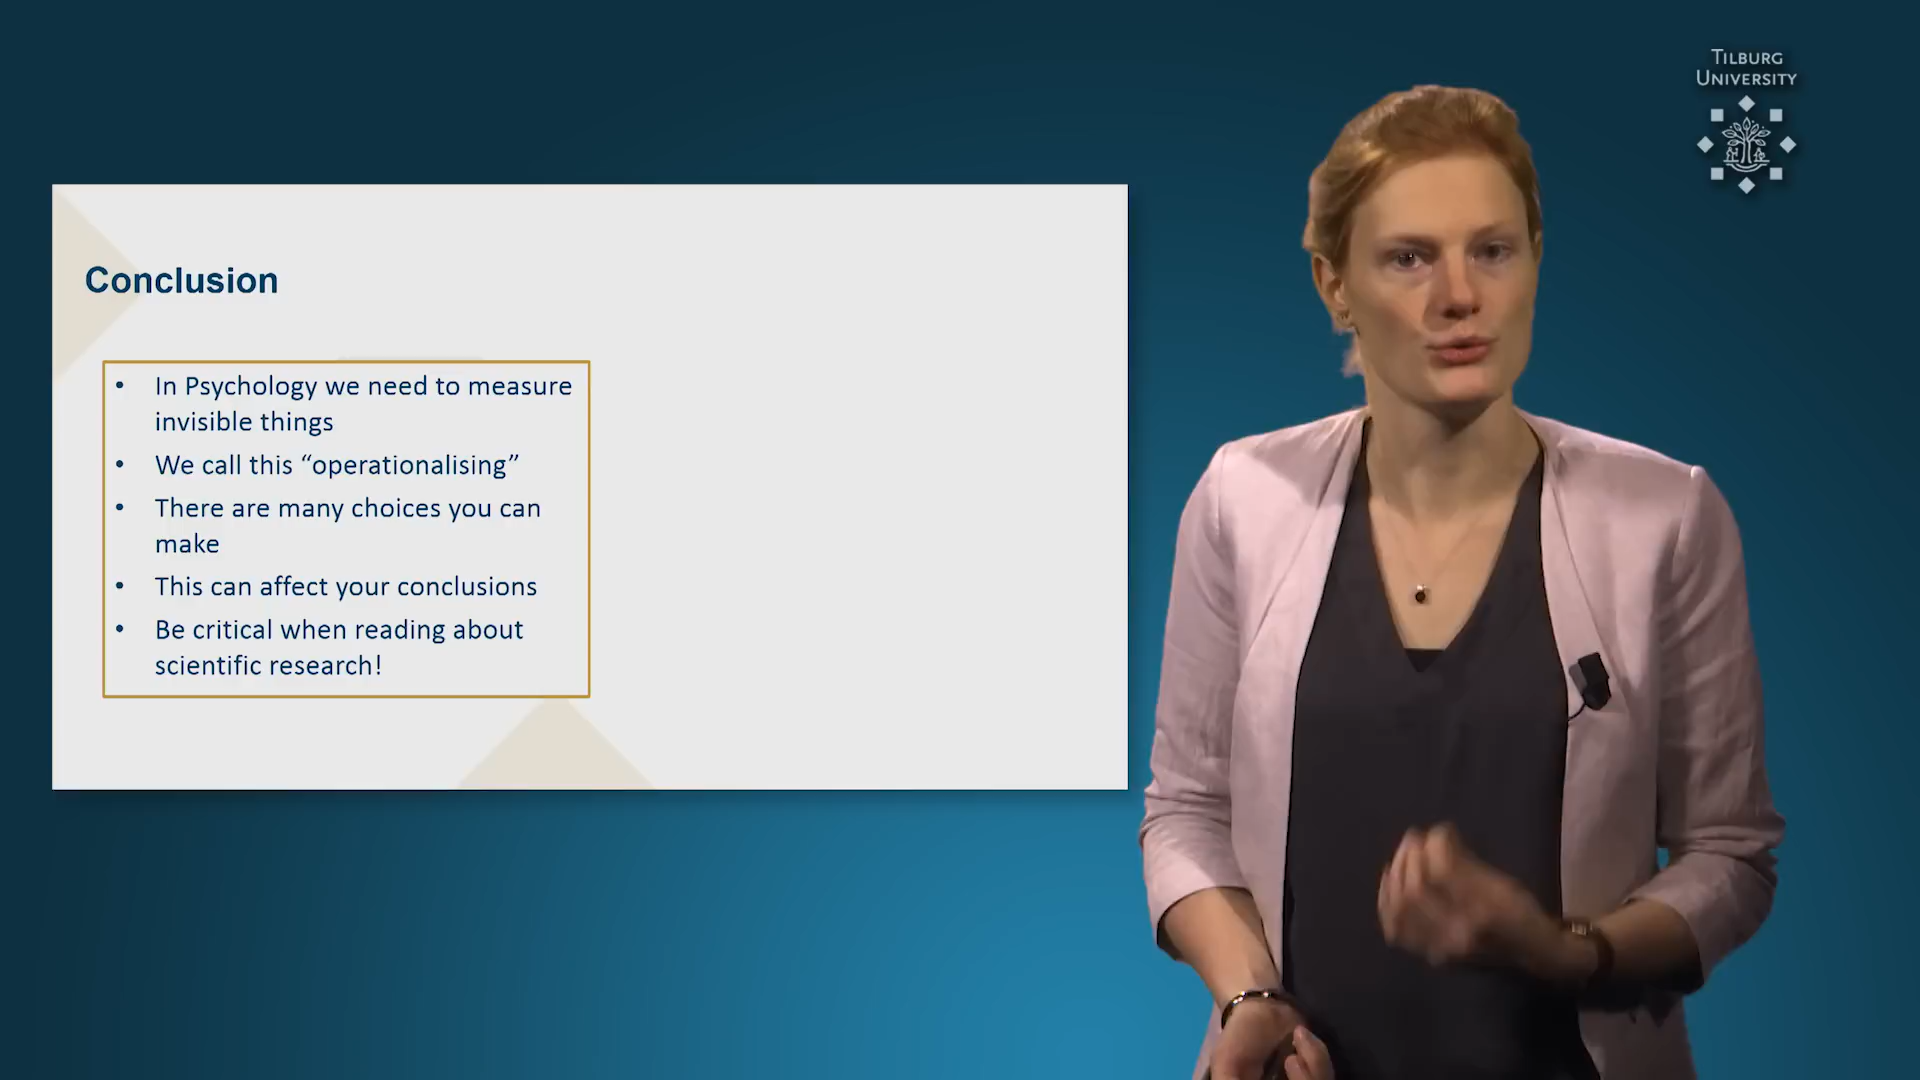 TILBURG
UNIVERSITY
Conclusion
• In Psychology we need to measure
invisible things
• We call this “operationalising”
• There are many choices you can
make
• This can affect your conclusions
• Be critical when reading about
scientific research!